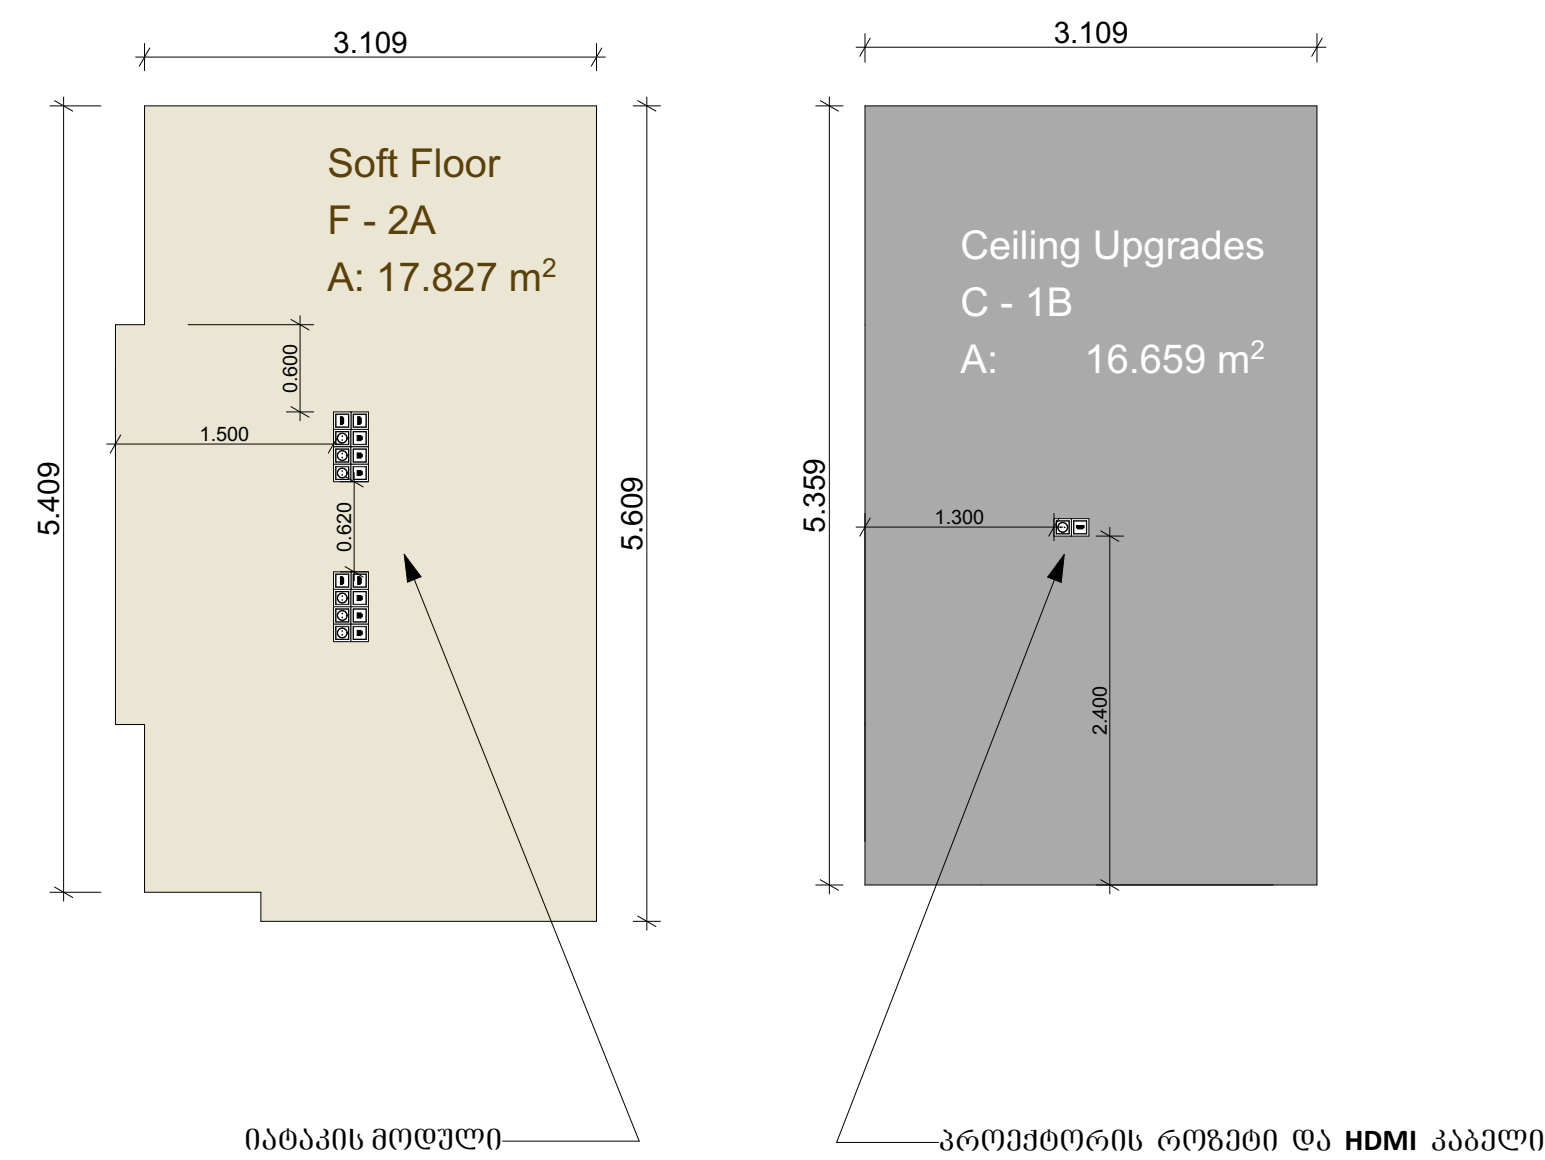 3.109
5.409
Soft Floor
F - 2A
A: 17.827 m²
0.600
1.500
0.620
5.609
იატაკის მოდული
3.109
5.359
Ceiling Upgrades
C - 1B
A: 16.659 m²
1.300
2.400
პროექტორის როზეტი და HDMI კაბელი